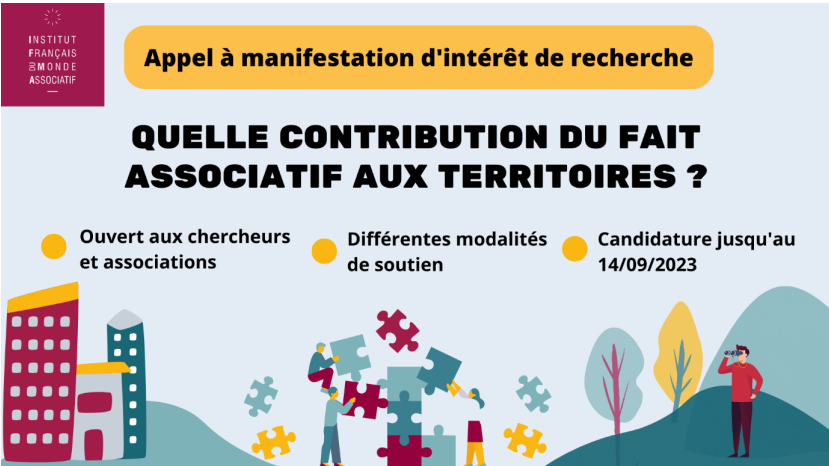 INSTITUT
FRANÇAIS
DU MONDE
ASSOCIATIF
Appel à manifestation d'intérêt de recherche
QUELLE CONTRIBUTION DU FAIT
ASSOCIATIF AUX TERRITOIRES ?
Ouvert aux chercheurs
et associations
Différentes modalités
de soutien
Candidature jusqu'au
14/09/2023